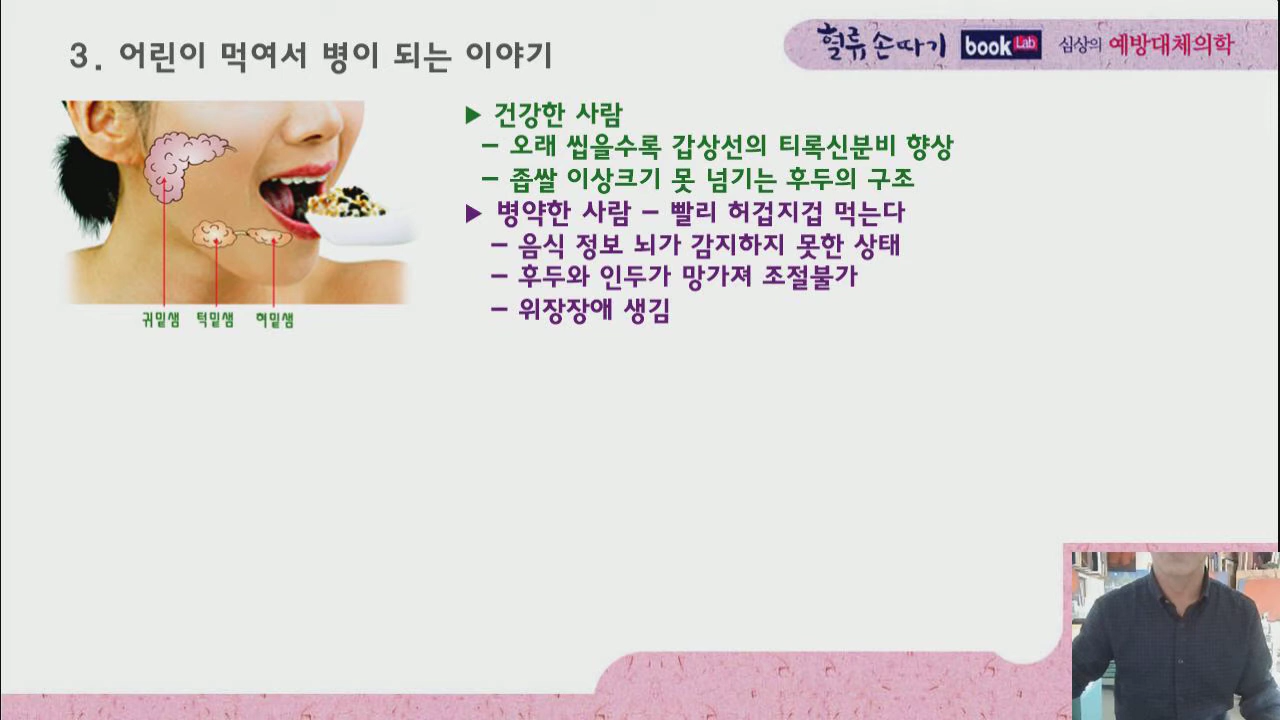 3. 어린이 먹여서 병이 되는 이야기
혈류 손따기 book Lab 심상의 예방대체의학
▶ 건강한 사람
– 오래 씹을수록 갑상선의 티록신분비 향상
– 좁쌀 이상크기 못 넘기는 후두의 구조
▶ 병약한 사람 – 빨리 허겁지겁 먹는다
– 음식 정보 뇌가 감지하지 못한 상태
– 후두와 인두가 망가져 조절불가
– 위장장애 생김
귀밑샘 턱밑샘 혀밑샘